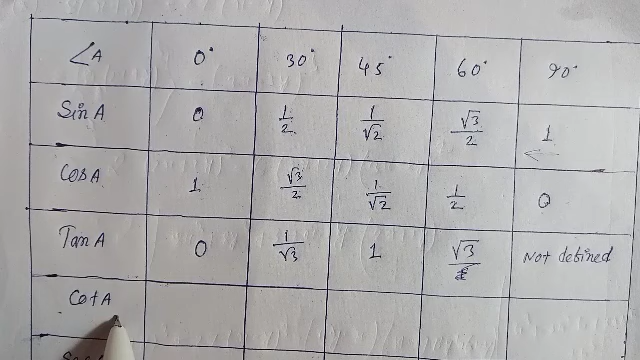 ∠A 0° 30° 45° 60° 90°
Sin A 0 1/2 1/√2 √3/2 1
Cos A 1 √3/2 1/√2 1/2 0
Tan A 0 1/√3 1 √3 Not defined
Cot A